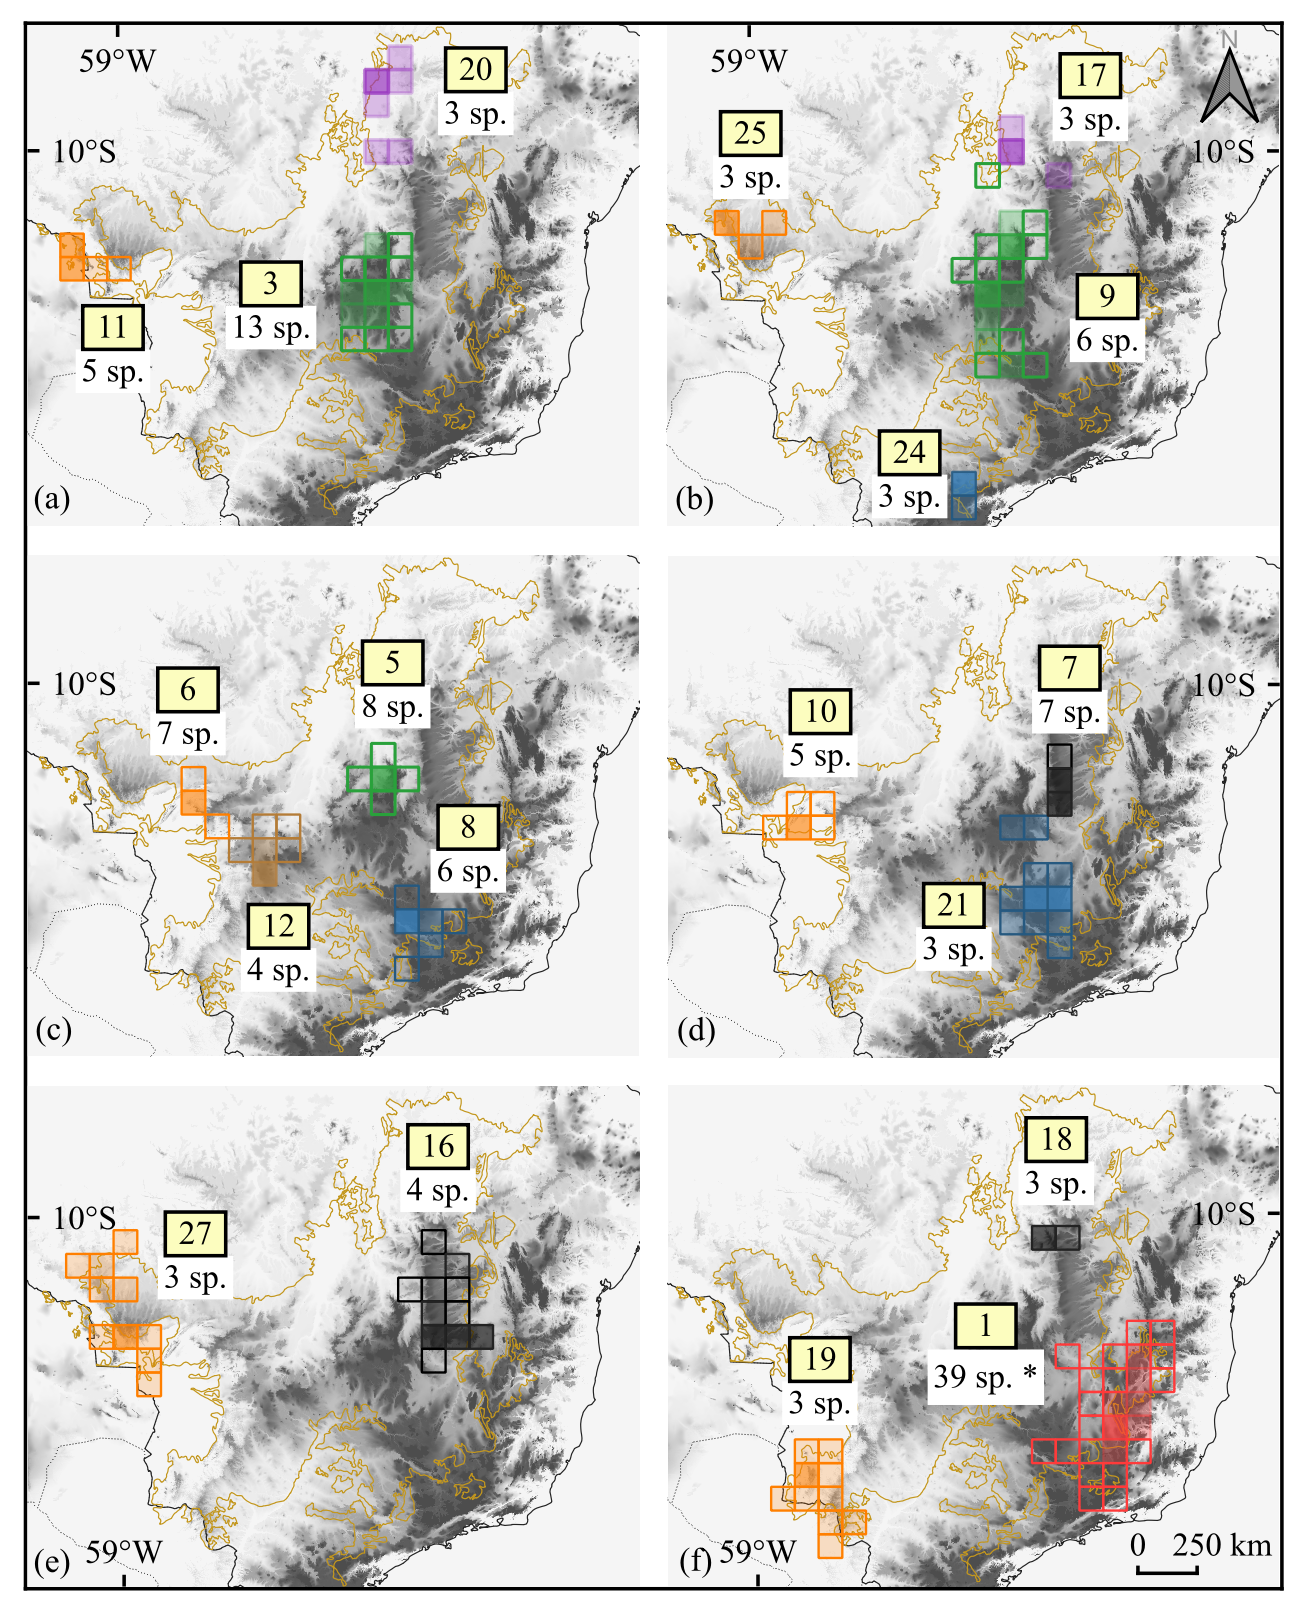 59°W
10°S
20
3 sp.
3
13 sp.
11
5 sp.
(a)
59°W
N
10°S
17
3 sp.
25
3 sp.
9
6 sp.
24
3 sp.
(b)
10°S
5
8 sp.
6
7 sp.
8
6 sp.
12
4 sp.
(c)
10°S
7
7 sp.
10
5 sp.
21
3 sp.
(d)
10°S
16
4 sp.
27
3 sp.
(e)
59°W
10°S
18
3 sp.
1
39 sp. *
19
3 sp.
(f)
59°W
0 250 km